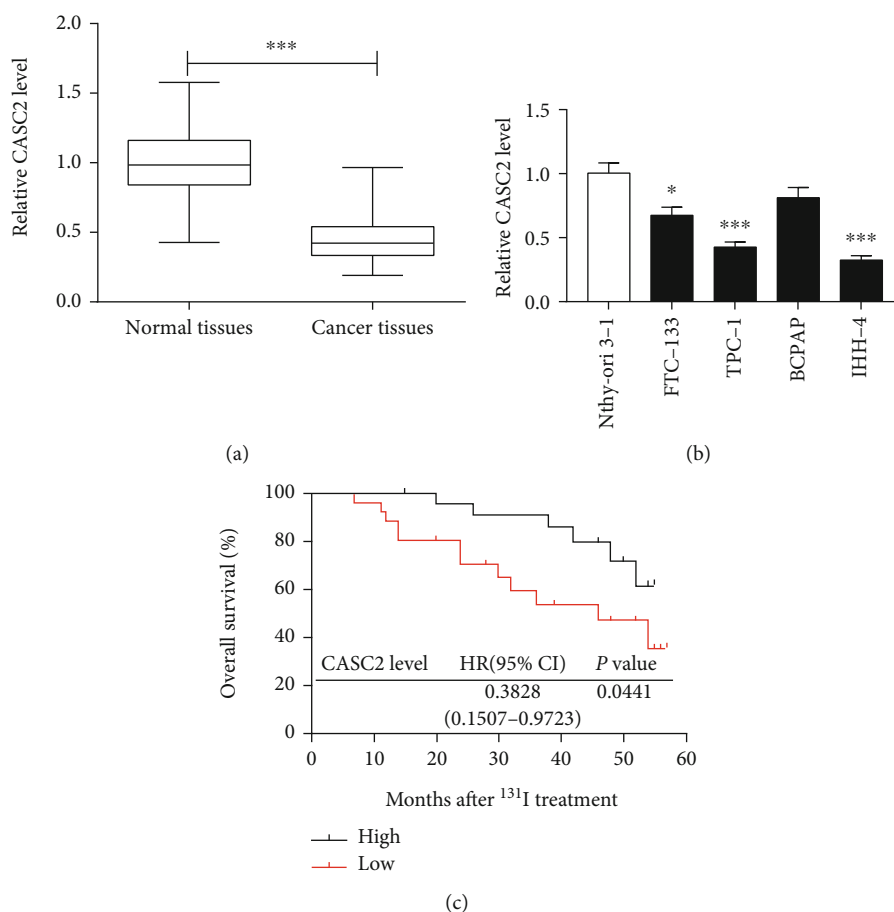 Relative CASC2 level
2.0
1.5
1.0
0.5
0.0
***
Normal tissues
Cancer tissues
(a)
Relative CASC2 level
1.5
1.0
0.5
0.0
*
***
***
Nthy-ori 3-1
FTC-133
TPC-1
BCPAP
IHH-4
(b)
Overall survival (%)
100
80
60
40
20
0
CASC2 level HR(95% CI) P value
0.3828 0.0441
(0.1507–0.9723)
0 10 20 30 40 50 60
Months after ¹³¹I treatment
High
Low
(c)